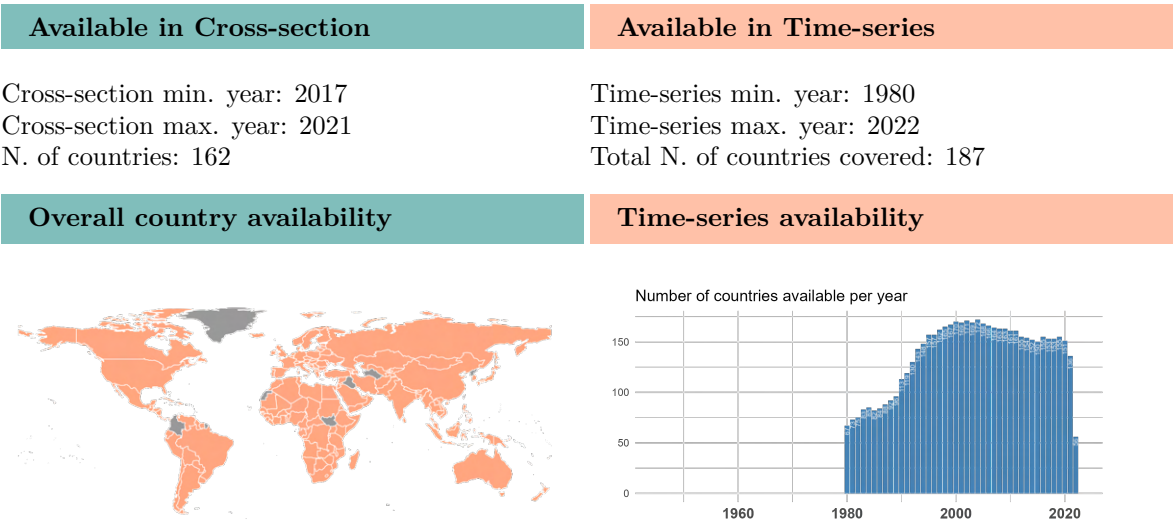 Available in Cross-section
Available in Time-series
Cross-section min. year: 2017
Cross-section max. year: 2021
N. of countries: 162
Time-series min. year: 1980
Time-series max. year: 2022
Total N. of countries covered: 187
Overall country availability
Time-series availability
Number of countries available per year
150
100
50
0
1960
1980
2000
2020